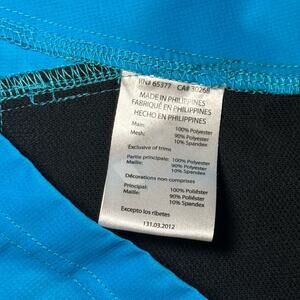 RN# 65377 CA# 30268
MADE IN PHILIPPINES
FABRIQUÉ EN PHILIPPINES
HECHO EN PHILIPPINES
Main: 100% Polyester
Mesh: 90% Polyester
10% Spandex
Exclusive of trims
Partie principale: 100% Polyester
Maille: 90% Polyester
10% Spandex
Décorations non comprises
Principal: 100% Poliéster
Maille: 90% Poliéster
10% Spandex
Excepto los ribetes
131.03.2012